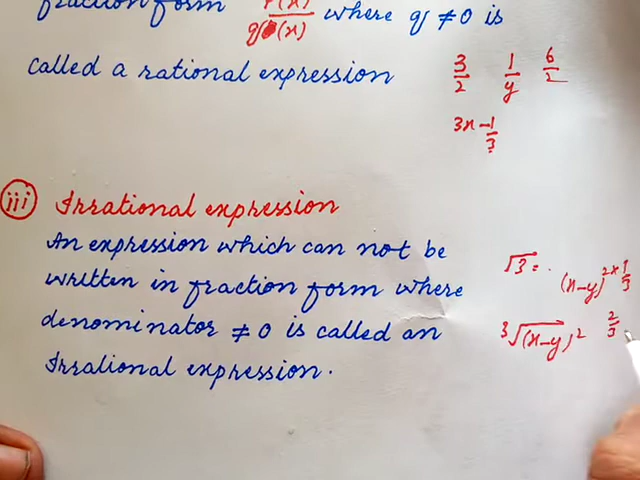 fraction form P(x)/q(x) where q ≠ 0 is
called a rational expression
3/2 1/y 6/2
3x - 1/3
(iii) Irrational expression
An expression which can not be
written in fraction form where
denominator ≠ 0 is called an
Irralional expression.
√3 = .
(x-y)^2×1/3
3√(x-y)^2
2/3